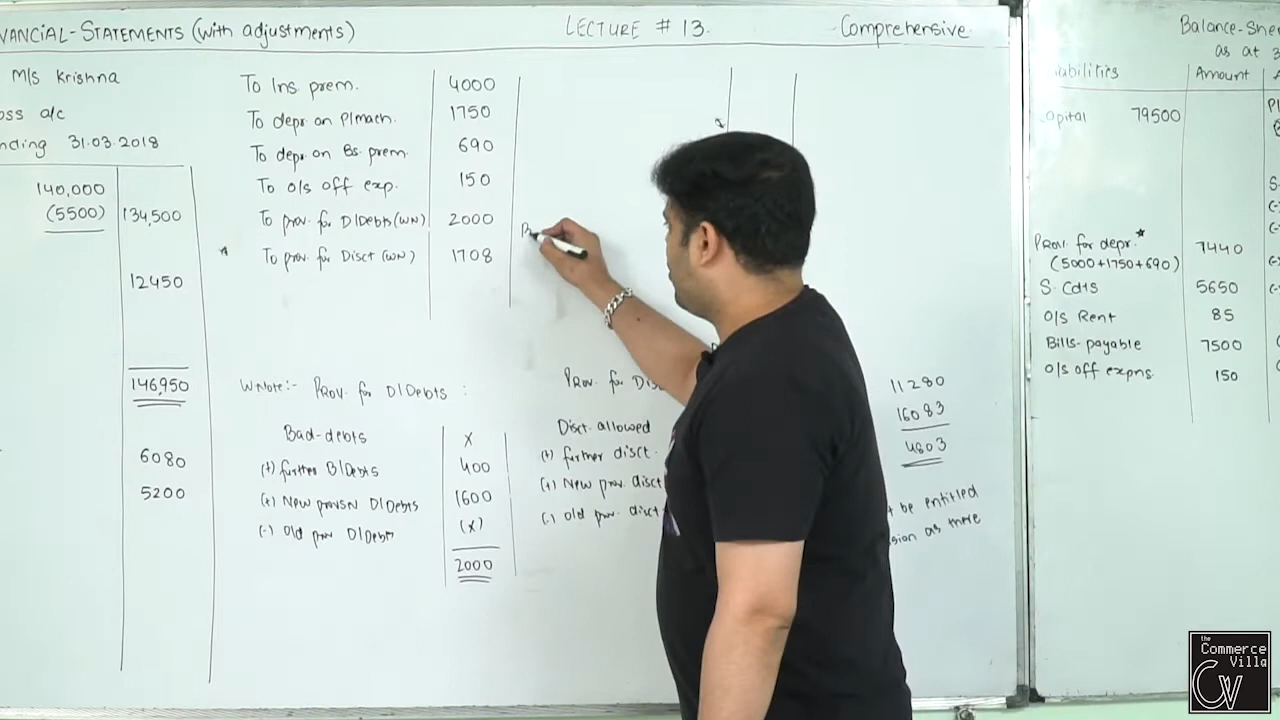 NANCIAL-STATEMENTS (with adjustments)
LECTURE # 13.
Comprehensive
M/s Krishna
oss a/c
nding 31.03.2018
140,000
(5500) 134,500
12450
146,950
6080
5200
To Ins prem. 4000
To depr. on P/mach. 1750
To depr. on Bs. prem. 690
To o/s off exp. 150
To prov. for D/Debts (WN) 2000
* To prov. for Disct (WN) 1708
W.Note:- Prov. for D/Debts :
Bad-debts x
(+) further B/Debts 400
(+) New provsn D/Debts 1600
(-) Old prov D/Debts (x)
2000
Prov. for Dis
Disct. allowed
(+) further disct.
(+) New prov. disct
(-) Old prov. disct
11280
16083
4803
t be entitled
sion as there
Balance-She
as at 3
abilities Amount
apital 79500
Prov. for depr.* 7440
(5000+1750+690)
S. Cdts 5650
O/s Rent 85
Bills-payable 7500
O/s off expns. 150
the
Commerce
Villa
CV